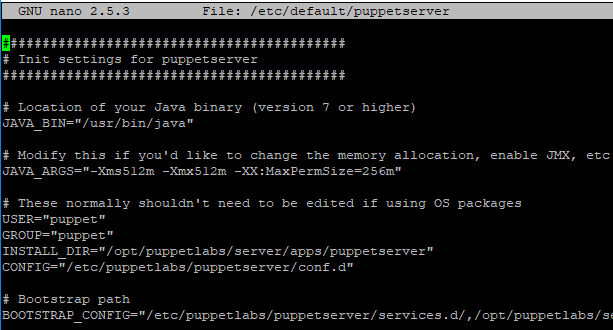 GNU nano 2.5.3 File: /etc/default/puppetserver
###########################################
# Init settings for puppetserver
###########################################
# Location of your Java binary (version 7 or higher)
JAVA_BIN="/usr/bin/java"
# Modify this if you'd like to change the memory allocation, enable JMX, etc
JAVA_ARGS="-Xms512m -Xmx512m -XX:MaxPermSize=256m"
# These normally shouldn't need to be edited if using OS packages
USER="puppet"
GROUP="puppet"
INSTALL_DIR="/opt/puppetlabs/server/apps/puppetserver"
CONFIG="/etc/puppetlabs/puppetserver/conf.d"
# Bootstrap path
BOOTSTRAP_CONFIG="/etc/puppetlabs/puppetserver/services.d/,/opt/puppetlabs/se